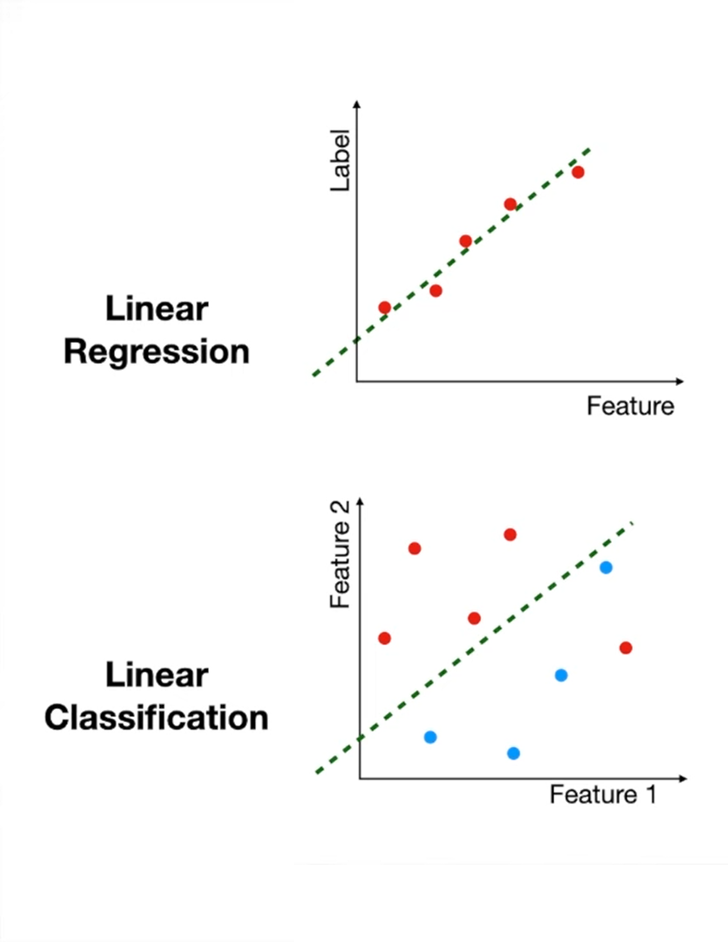 Label
Linear
Regression
Feature
Feature 2
Linear
Classification
Feature 1